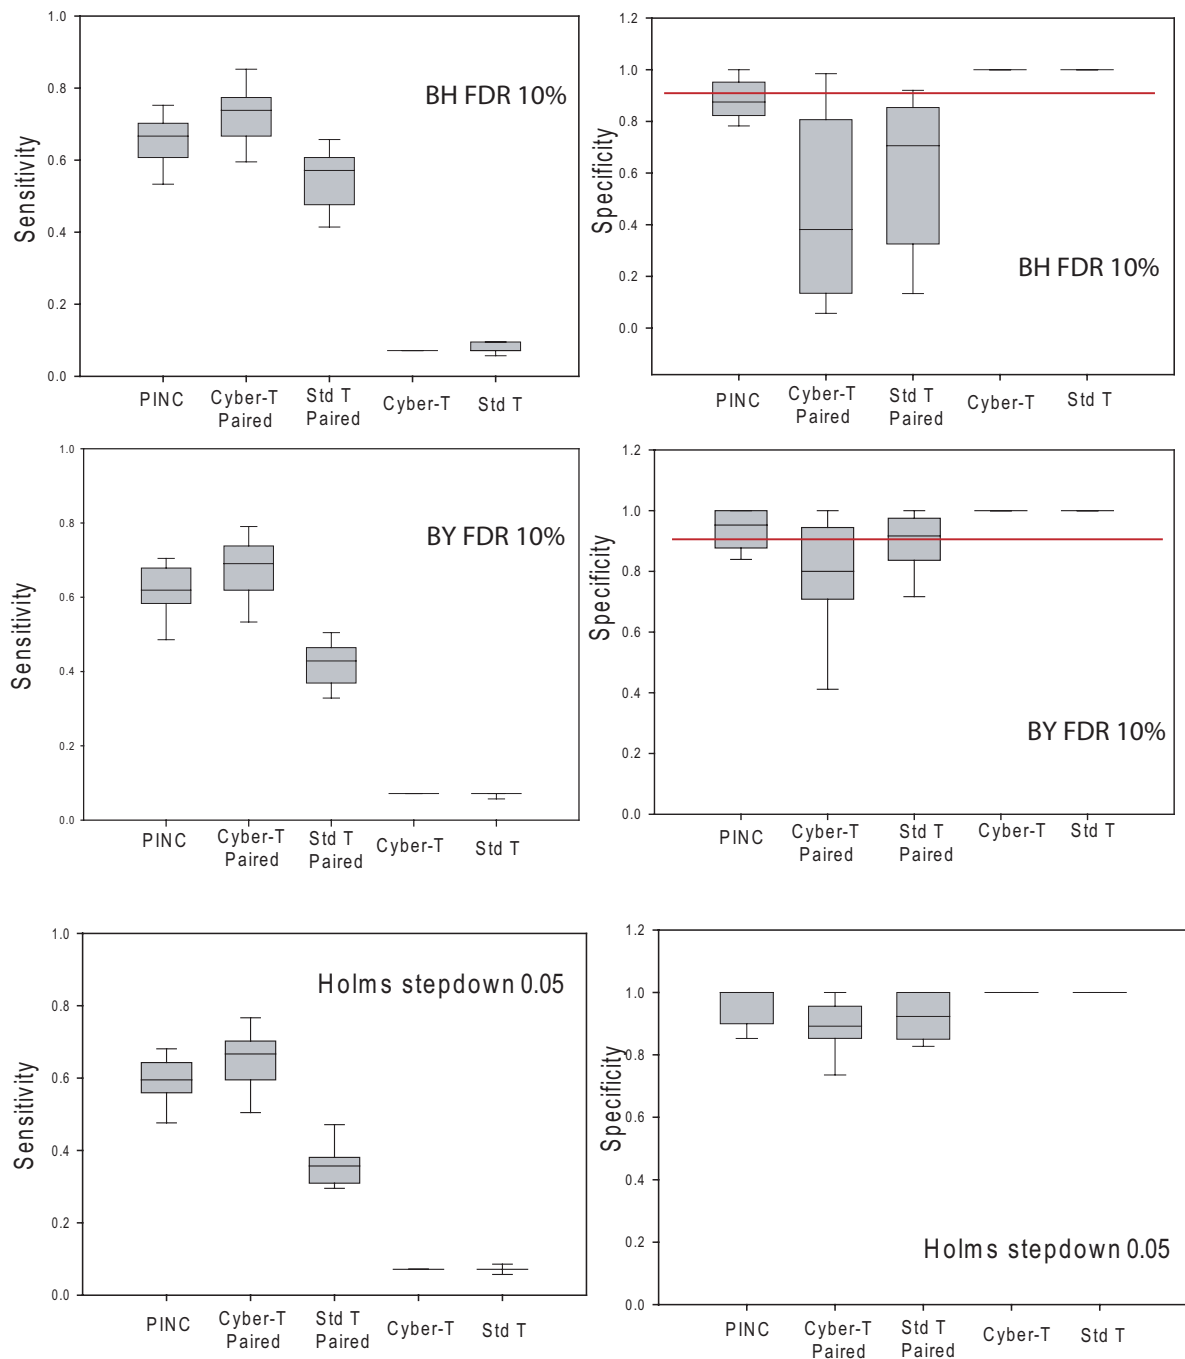 1.0
0.8
0.6
0.4
0.2
0.0
Sensitivity
BH FDR 10%
PINC
Cyber-T
Paired
Std T
Paired
Cyber-T
Std T
1.2
1.0
0.8
0.6
0.4
0.2
0.0
Specificity
BH FDR 10%
PINC
Cyber-T
Paired
Std T
Paired
Cyber-T
Std T
1.0
0.8
0.6
0.4
0.2
0.0
Sensitivity
BY FDR 10%
PINC
Cyber-T
Paired
Std T
Paired
Cyber-T
Std T
1.2
1.0
0.8
0.6
0.4
0.2
0.0
Specificity
BY FDR 10%
PINC
Cyber-T
Paired
Std T
Paired
Cyber-T
Std T
1.0
0.8
0.6
0.4
0.2
0.0
Sensitivity
Holms stepdown 0.05
PINC
Cyber-T
Paired
Std T
Paired
Cyber-T
Std T
1.2
1.0
0.8
0.6
0.4
0.2
0.0
Specificity
Holms stepdown 0.05
PINC
Cyber-T
Paired
Std T
Paired
Cyber-T
Std T